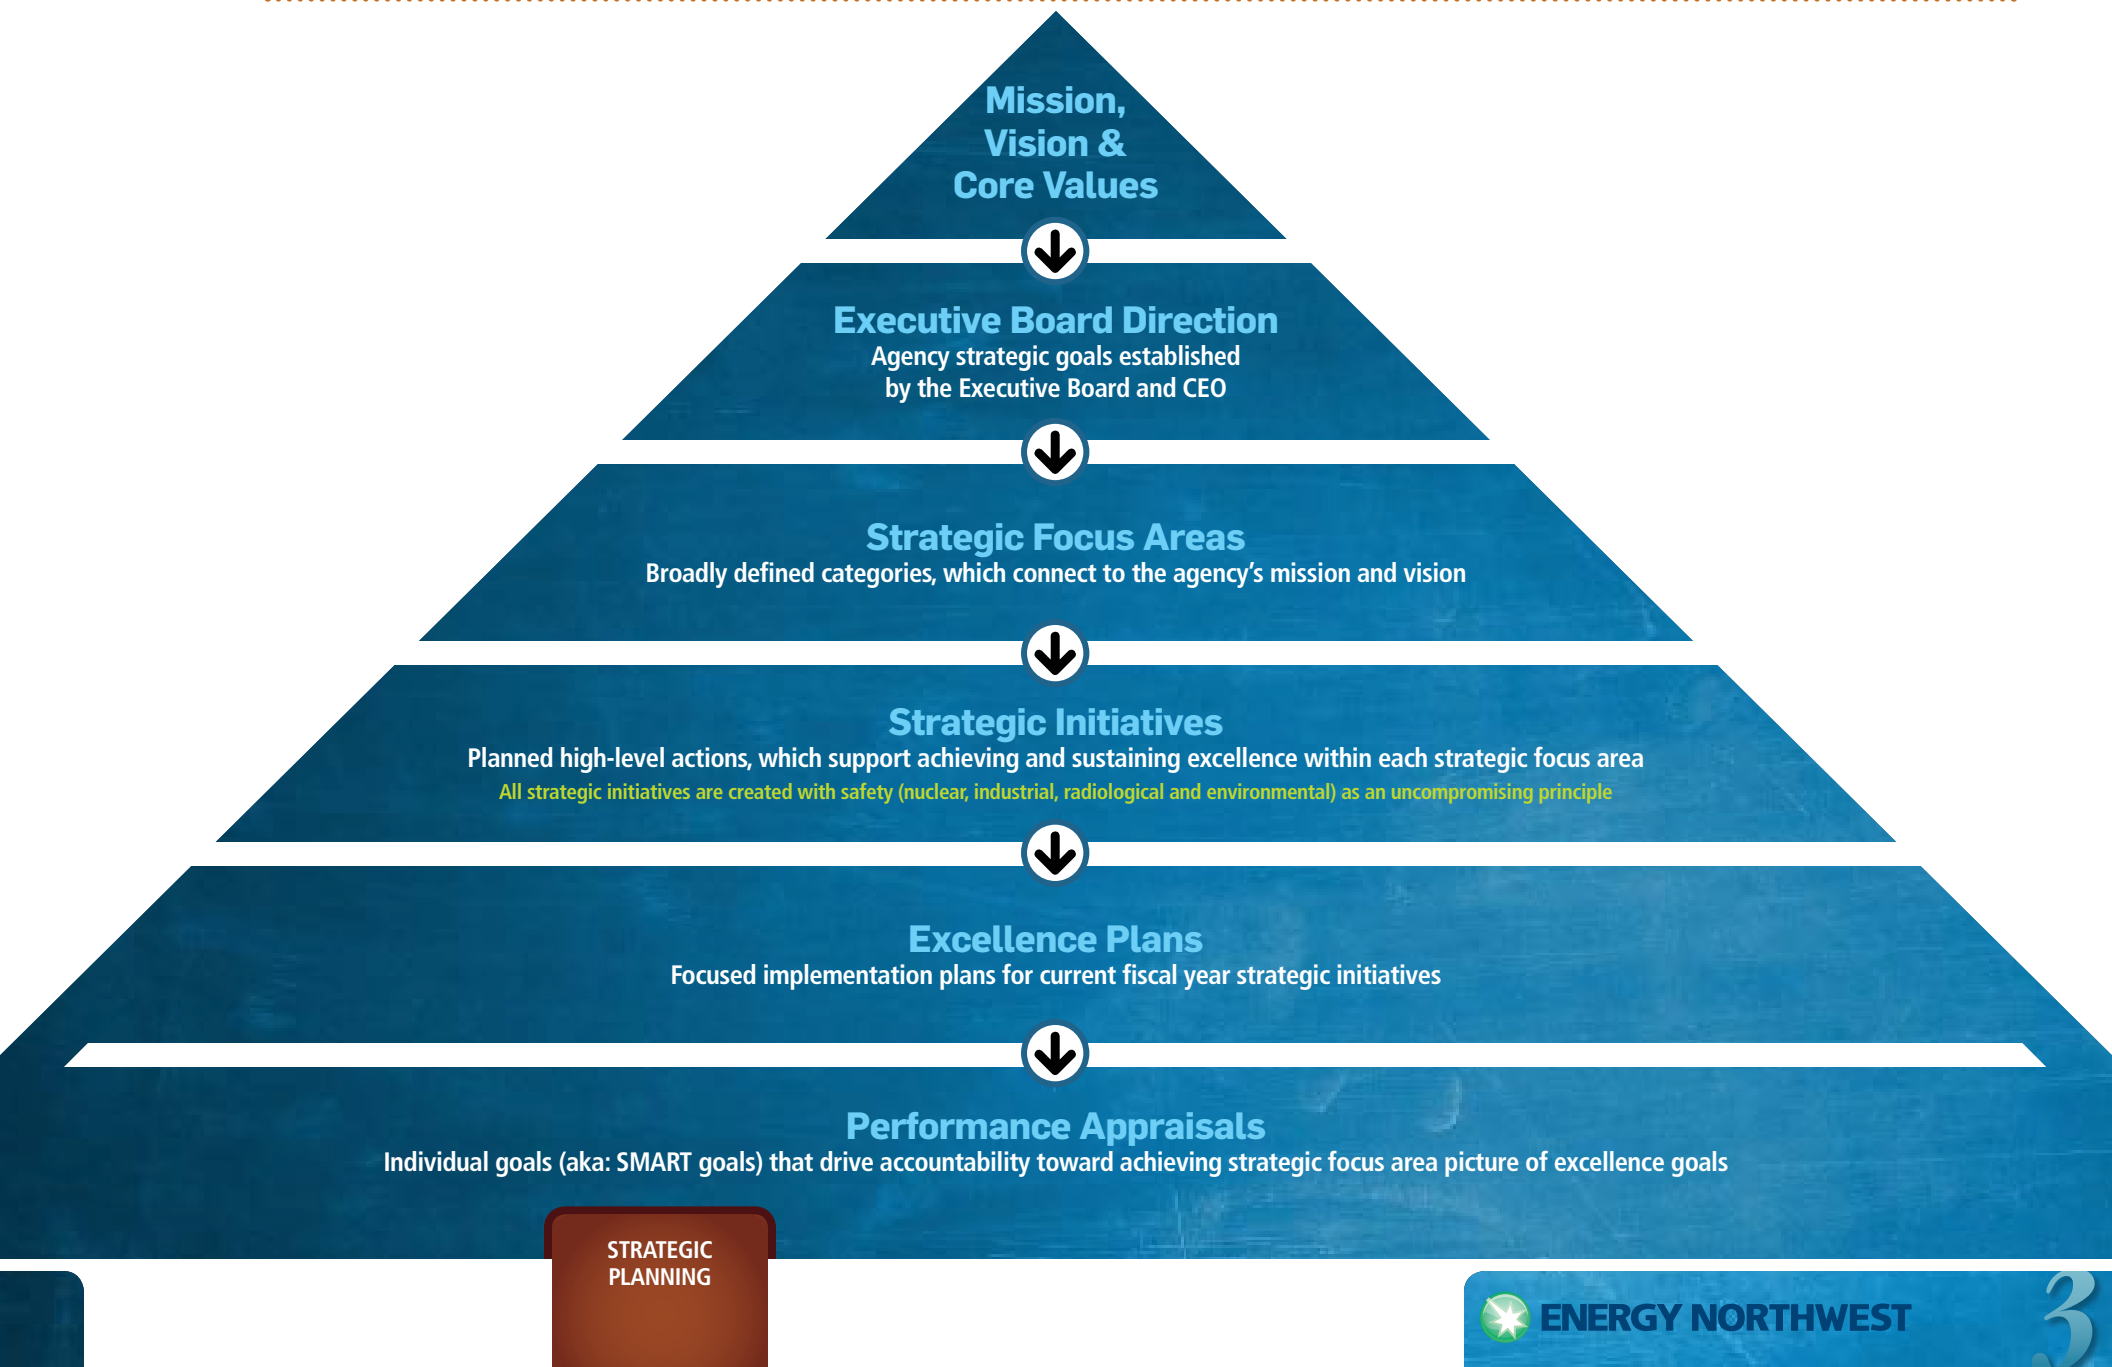 Mission,
Vision &
Core Values
Executive Board Direction
Agency strategic goals established
by the Executive Board and CEO
Strategic Focus Areas
Broadly defined categories, which connect to the agency’s mission and vision
Strategic Initiatives
Planned high-level actions, which support achieving and sustaining excellence within each strategic focus area
All strategic initiatives are created with safety (nuclear, industrial, radiological and environmental) as an uncompromising principle
Excellence Plans
Focused implementation plans for current fiscal year strategic initiatives
Performance Appraisals
Individual goals (aka: SMART goals) that drive accountability toward achieving strategic focus area picture of excellence goals
STRATEGIC
PLANNING
ENERGY NORTHWEST
3